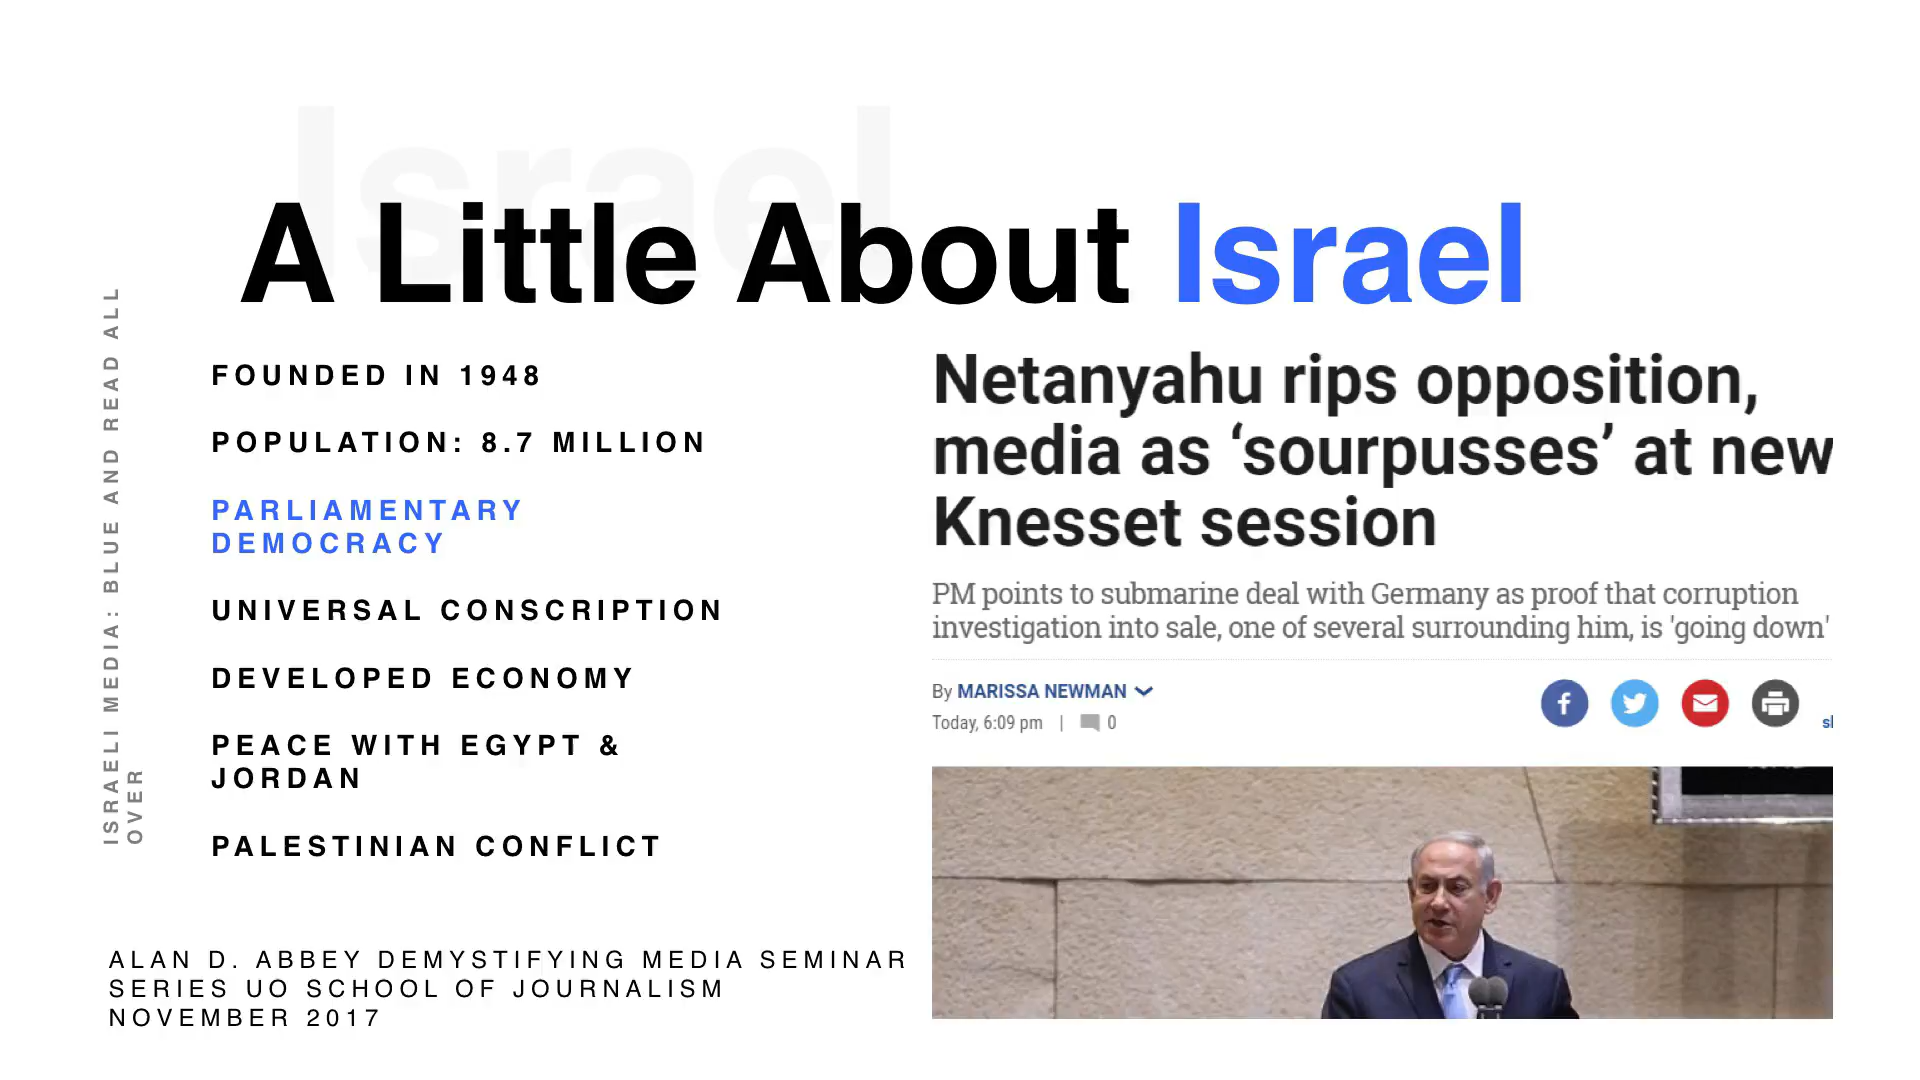 Israel
A Little About Israel
ISRAELI MEDIA: BLUE AND READ ALL
OVER
FOUNDED IN 1948
POPULATION: 8.7 MILLION
PARLIAMENTARY
DEMOCRACY
UNIVERSAL CONSCRIPTION
DEVELOPED ECONOMY
PEACE WITH EGYPT &
JORDAN
PALESTINIAN CONFLICT
ALAN D. ABBEY DEMYSTIFYING MEDIA SEMINAR
SERIES UO SCHOOL OF JOURNALISM
NOVEMBER 2017
Netanyahu rips opposition,
media as ‘sourpusses’ at new
Knesset session
PM points to submarine deal with Germany as proof that corruption
investigation into sale, one of several surrounding him, is 'going down'
By MARISSA NEWMAN
Today, 6:09 pm | 0